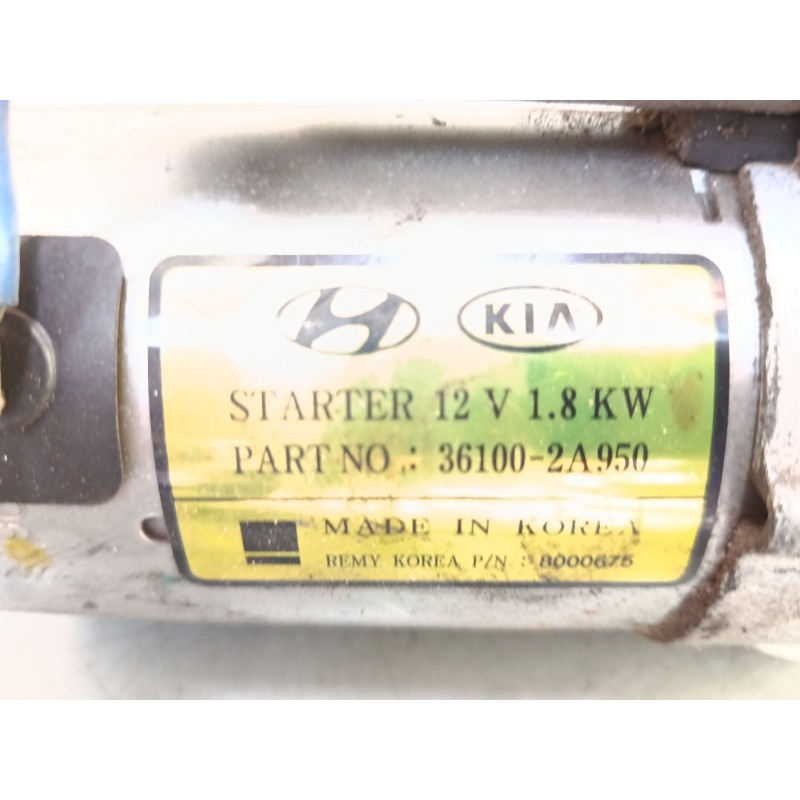 KIA
STARTER 12 V 1.8 KW
PART NO : 36100-2A950
MADE IN KOREA
REMY KOREA P/N : 8000675